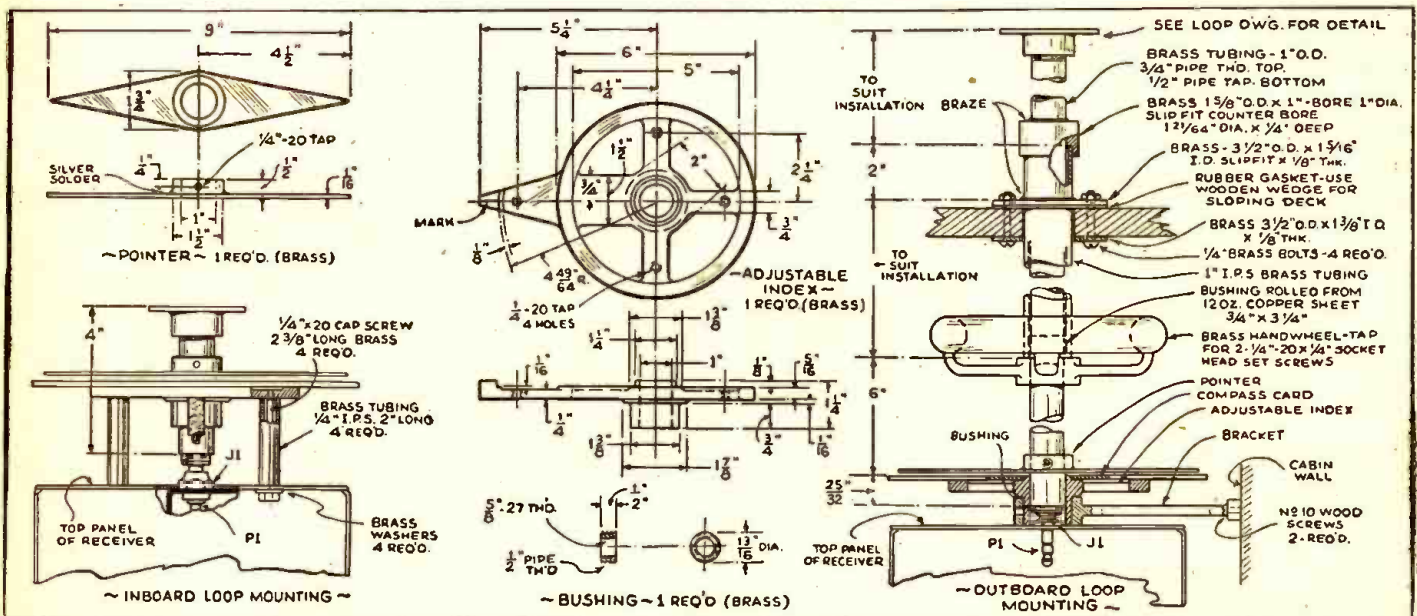 9"
4 1/2"
3/4"
1/4"-20 TAP
1/4"
1/2"
1/16"
SILVER
SOLDER
1"
1 1/2"
~POINTER~ 1 REQ'D. (BRASS)
4"
1/4"x20 CAP SCREW
2 3/8" LONG BRASS
4 REQ'D.
BRASS TUBING
1/4" I.P.S. 2" LONG
4 REQ'D.
J1
TOP PANEL
OF RECEIVER
P1
BRASS
WASHERS
4 REQ'D.
~ INBOARD LOOP MOUNTING ~
5 1/4"
6"
5"
4 1/4"
1 1/2"
2"
2 1/4"
3/4"
3/4"
MARK
1/8"
4 49/64" R.
1/4-20 TAP
4 HOLES
~ADJUSTABLE
INDEX~
1 REQ'D. (BRASS)
1 3/8"
1 1/4"
1"
1/16"
1/8"
5/16"
1/4"
1 1/4"
3/4"
1/16"
1 3/8"
1 7/8"
5/8"-27 THD.
1/2"
1/2" PIPE
TH'D
13/16" DIA.
~ BUSHING ~ 1 REQ'D (BRASS)
SEE LOOP DWG. FOR DETAIL
BRASS TUBING - 1" O.D.
3/4" PIPE THD. TOP.
1/2" PIPE TAP. BOTTOM
TO
SUIT
INSTALLATION
BRAZE
BRASS 1 5/8" O.D. x 1"-BORE 1" DIA.
SLIP FIT COUNTER BORE
1 21/64" DIA. x 1/4" DEEP
2"
BRASS- 3 1/2" O.D. x 1 5/16"
I.D. SLIPFIT x 1/8" THK.
RUBBER GASKET-USE
WOODEN WEDGE FOR
SLOPING DECK
BRASS 3 1/2" O.D. x 1 3/8" I.D.
x 1/8" THK.
1/4" BRASS BOLTS-4 REQ'D.
TO
SUIT
INSTALLATION
1" I.P.S BRASS TUBING
BUSHING ROLLED FROM
12 OZ. COPPER SHEET
3/4" x 3 1/4"
BRASS HANDWHEEL-TAP
FOR 2-1/4"-20 x 1/4" SOCKET
HEAD SET SCREWS
6"
POINTER
COMPASS CARD
ADJUSTABLE INDEX
BUSHING
BRACKET
CABIN
WALL
25/32"
Nº 10 WOOD
SCREWS
2-REQ'D.
TOP PANEL
OF RECEIVER
P1
J1
~OUTBOARD LOOP
MOUNTING ~